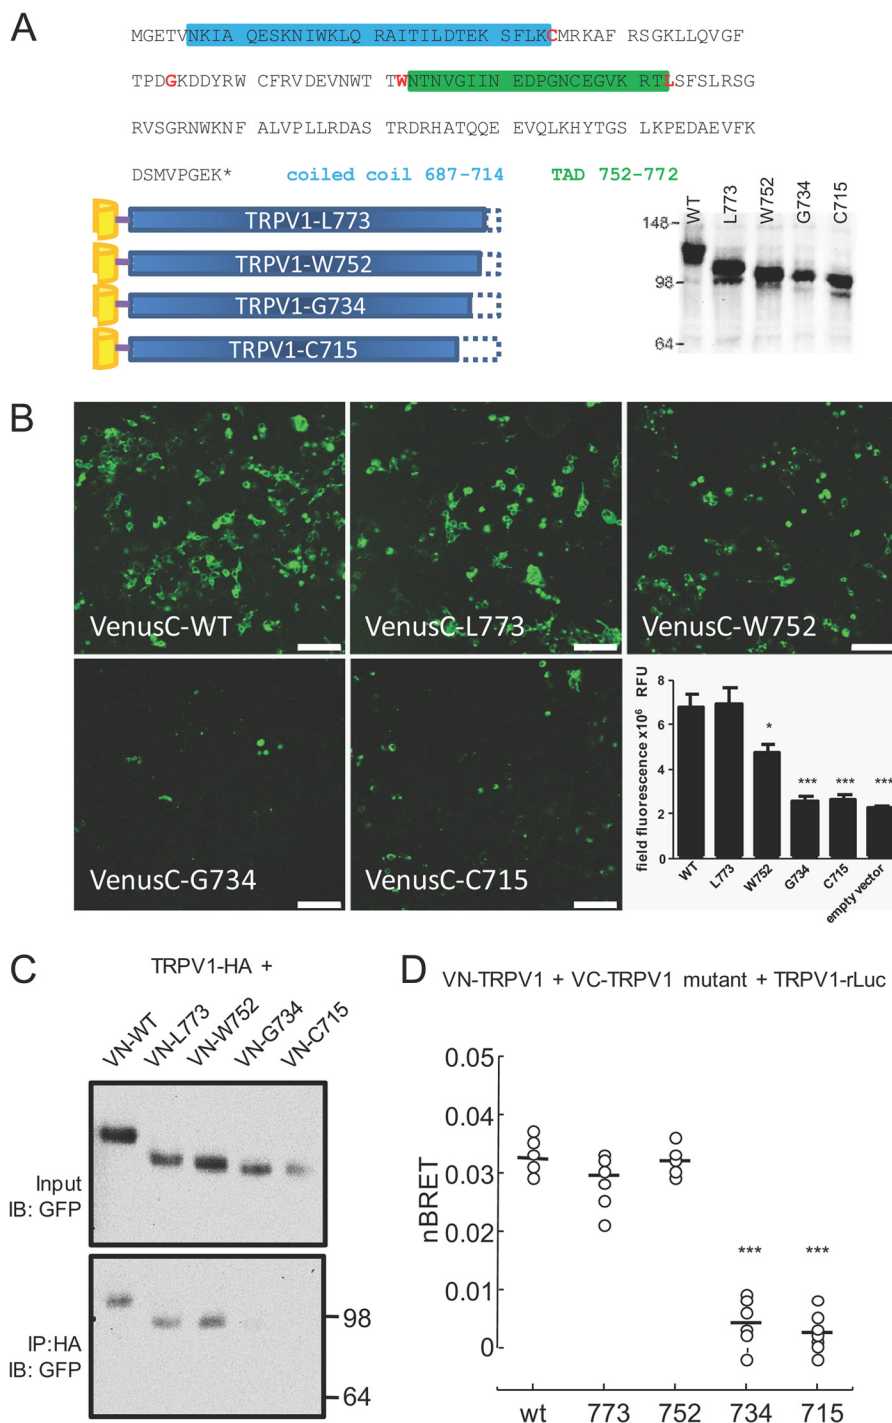 A
MGETVNKIA QESKNIWKLQ RAITILDTEK SFLKCMRKAF RSGKLLQVGF
TPDGKDDYRW CFRVDEVNWT TWNTNVGIIN EDPGNCEGVK RTLSFSLRSG
RVSGRNWKNF ALVPLLRDAS TRDRHATQQE EVQLKHYTGS LKPEDAEVFK
DSMVPGEK* coiled coil 687-714 TAD 752-772
TRPV1-L773
TRPV1-W752
TRPV1-G734
TRPV1-C715
WT L773 W752 G734 C715
148-
98-
64-
B
VenusC-WT
VenusC-L773
VenusC-W752
VenusC-G734
VenusC-C715
field fluorescence x10⁶ RFU
8
6
4
2
0
* *** *** ***
WT L773 W752 G734 C715 empty vector
C
TRPV1-HA +
VN-WT VN-L773 VN-W752 VN-G734 VN-C715
Input
IB: GFP
IP:HA
IB: GFP
98
64
D
VN-TRPV1 + VC-TRPV1 mutant + TRPV1-rLuc
nBRET
0.05
0.04
0.03
0.02
0.01
0
*** ***
wt 773 752 734 715